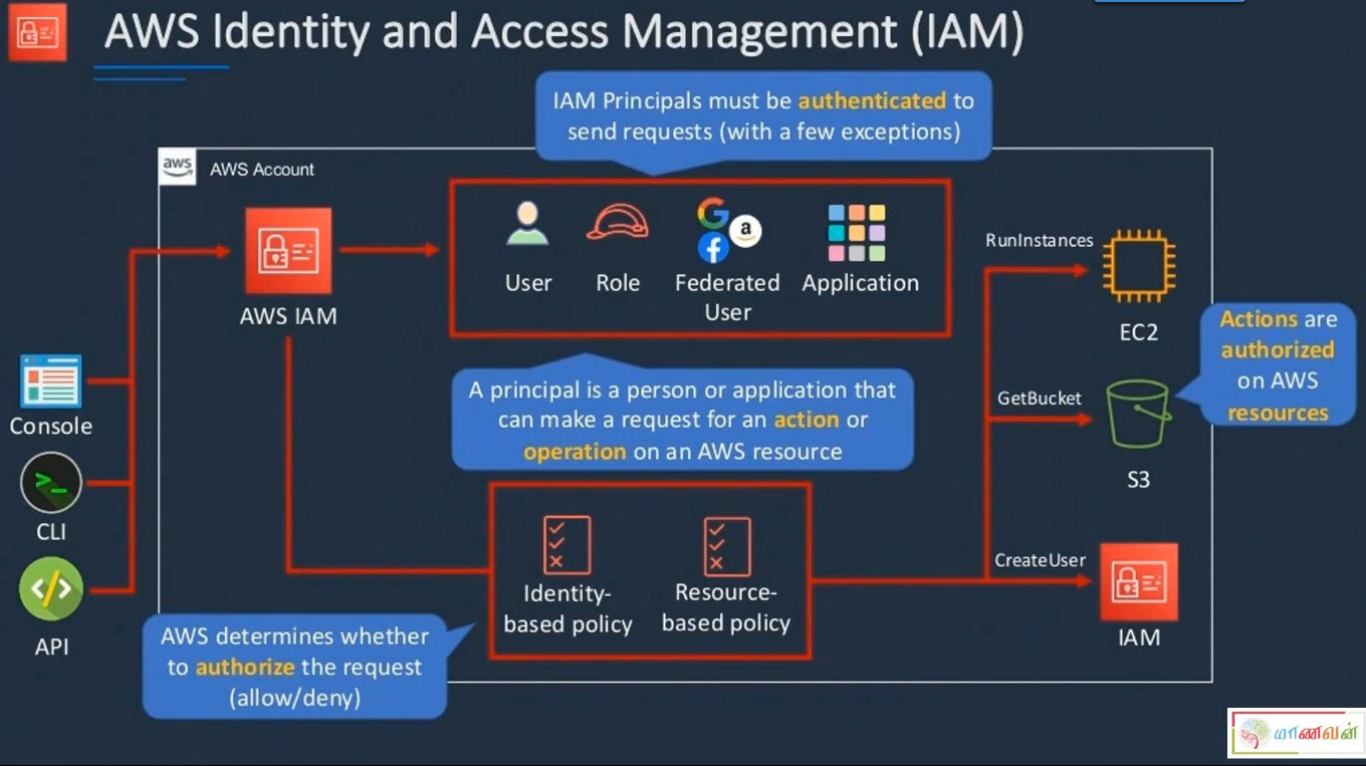 AWS Identity and Access Management (IAM)
IAM Principals must be authenticated to
send requests (with a few exceptions)
aws
AWS Account
User
Role
a
Federated
User
Application
AWS IAM
RunInstances
EC2
Actions are
authorized
on AWS
resources
A principal is a person or application that
can make a request for an action or
operation on an AWS resource
GetBucket
S3
Console
CLI
API
Identity-
based policy
Resource-
based policy
CreateUser
IAM
AWS determines whether
to authorize the request
(allow/deny)
மாணவன்